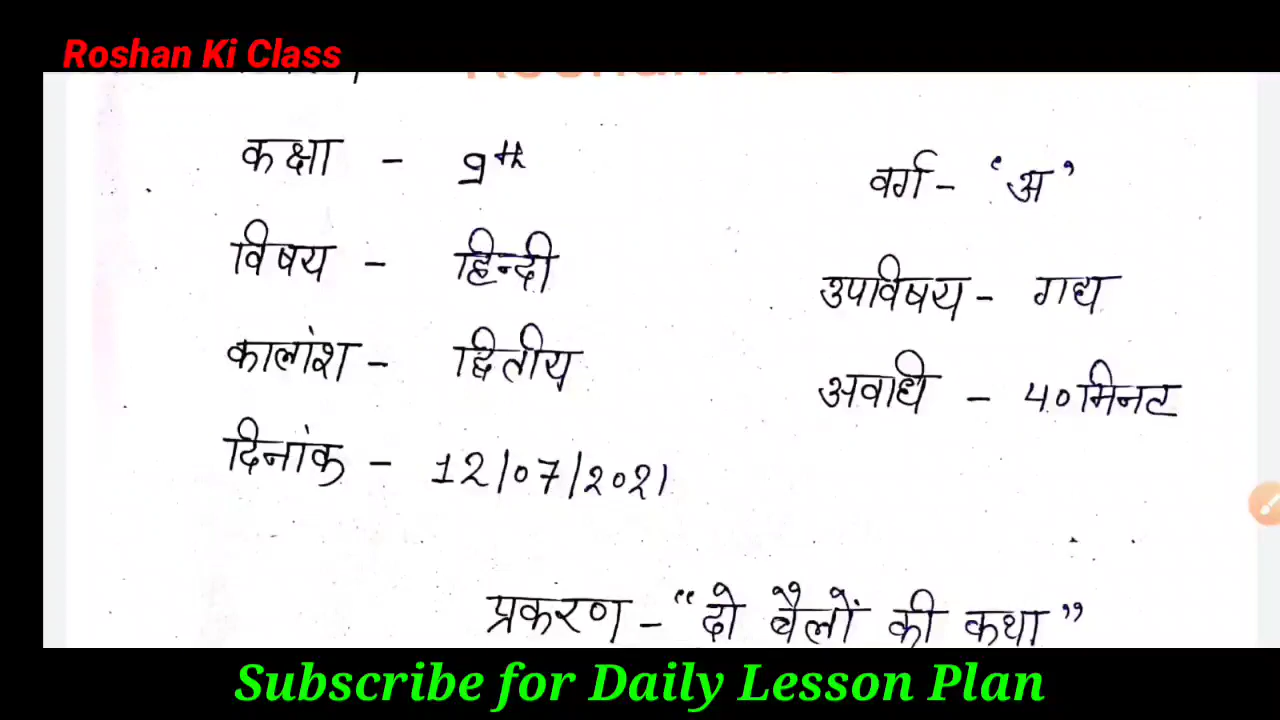 Roshan Ki Class
कक्षा - 9th वर्ग - ‘अ’
विषय - हिन्दी उपविषय - गद्य
कालांश - द्वितीय अवधि - 40 मिनट
दिनांक - 12/07/2021
प्रकरण - “दो बैलों की कथा”
Subscribe for Daily Lesson Plan